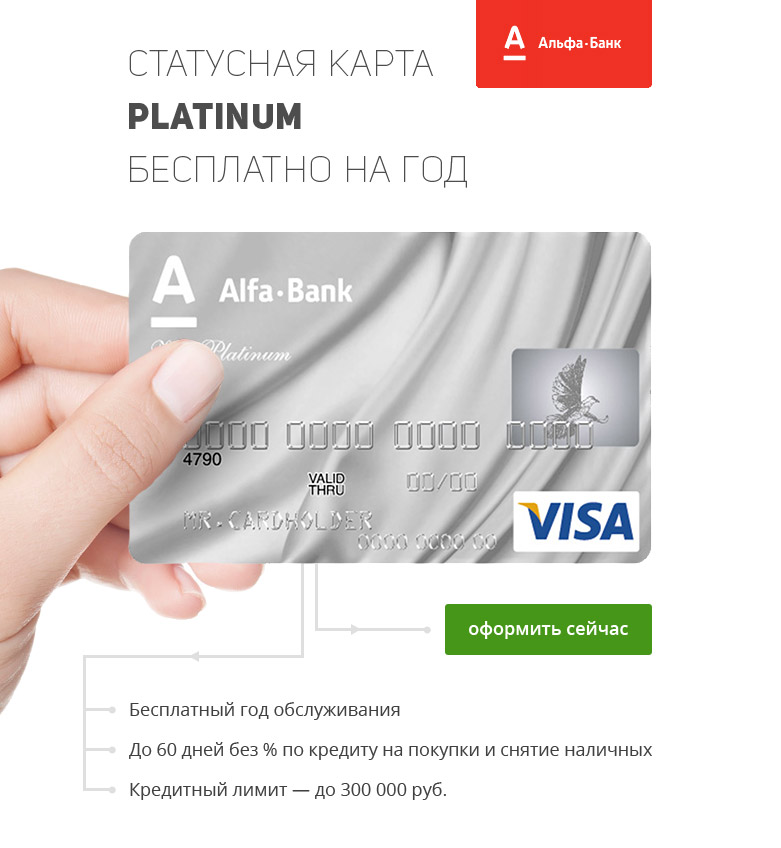 СТАТУСНАЯ КАРТА
PLATINUM
БЕСПЛАТНО НА ГОД
А Альфа·Банк
А Alfa·Bank
Platinum
0000 0000 0000 0000
4790
VALID
THRU
00/00
MR.CARDHOLDER
0000 0000 00 00
VISA
оформить сейчас
Бесплатный год обслуживания
До 60 дней без % по кредиту на покупки и снятие наличных
Кредитный лимит — до 300 000 руб.